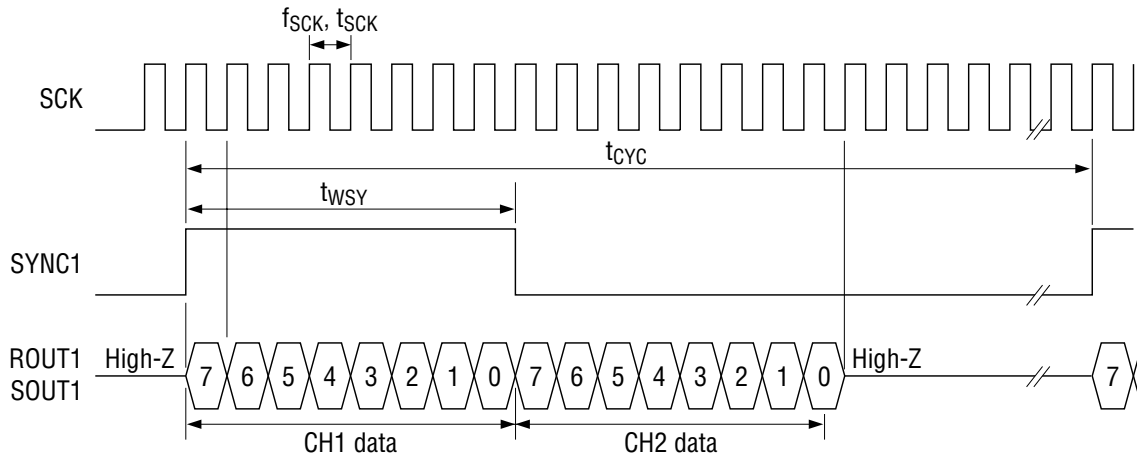 fSCK, tSCK
SCK
tCYC
tWSY
SYNC1
ROUT1
SOUT1
High-Z 7 6 5 4 3 2 1 0 7 6 5 4 3 2 1 0 High-Z 7
CH1 data CH2 data